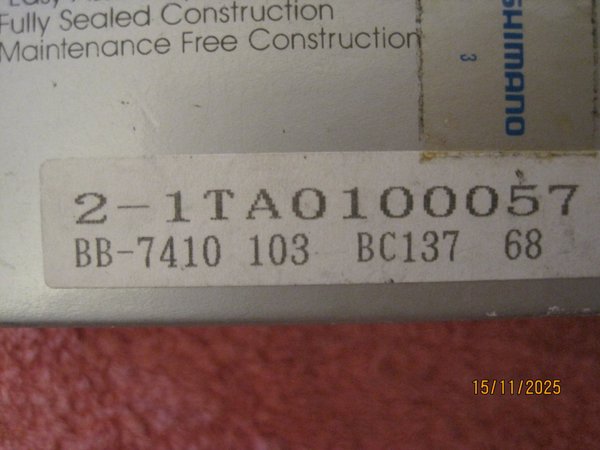 Fully Sealed Construction
Maintenance Free Construction
SHIMANO
3
2-1TA0100057
BB-7410 103 BC137 68
15/11/2025